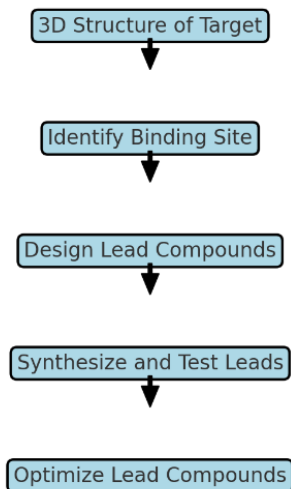 3D Structure of Target
Identify Binding Site
Design Lead Compounds
Synthesize and Test Leads
Optimize Lead Compounds